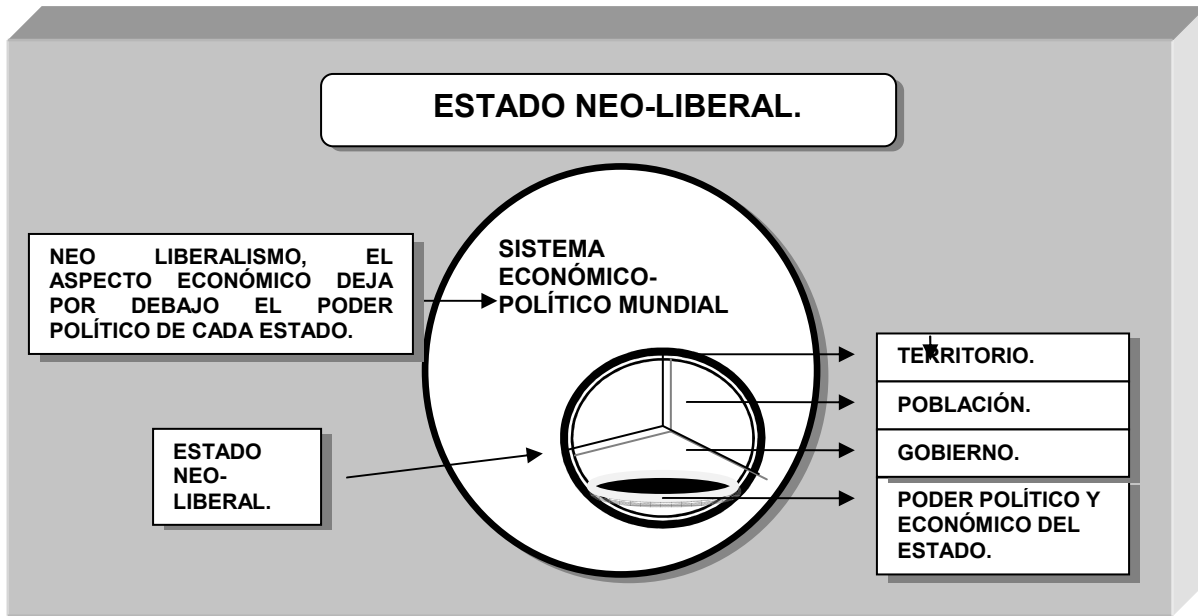 ESTADO NEO-LIBERAL.
NEO LIBERALISMO, EL
ASPECTO ECONÓMICO DEJA
POR DEBAJO EL PODER
POLÍTICO DE CADA ESTADO.
SISTEMA
ECONÓMICO-
POLÍTICO MUNDIAL
TERRITORIO.
POBLACIÓN.
GOBIERNO.
PODER POLÍTICO Y
ECONÓMICO DEL
ESTADO.
ESTADO
NEO-
LIBERAL.